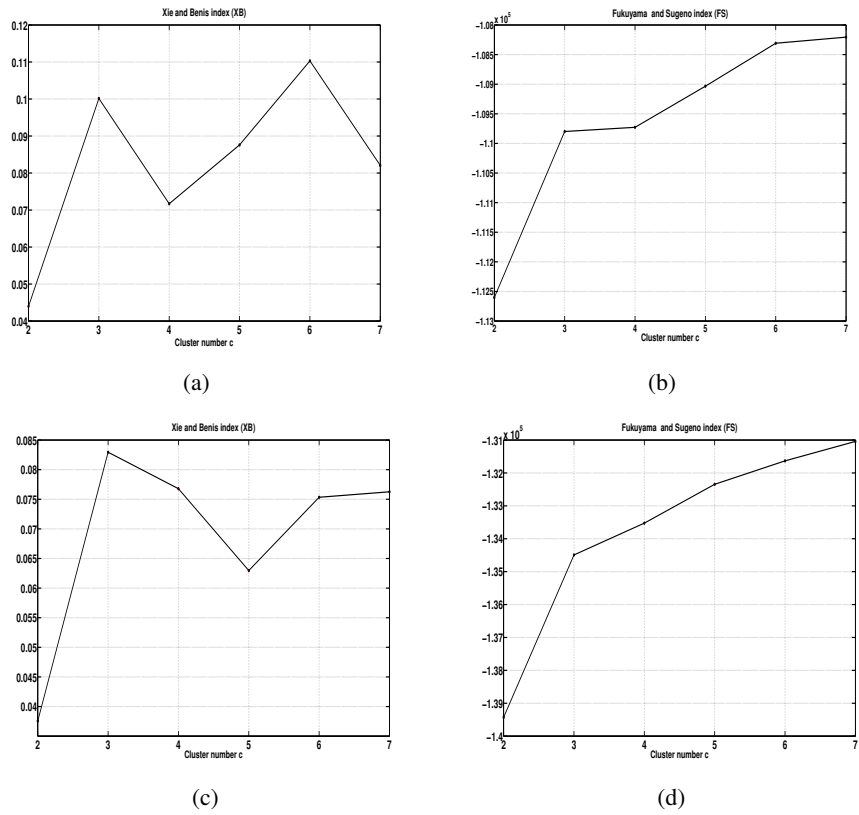 Xie and Benis index (XB)
0.12
0.11
0.1
0.09
0.08
0.07
0.06
0.05
0.04
2 3 4 5 6 7
Cluster number c
(a)
Fukuyama and Sugeno index (FS)
x 10^5
−1.08
−1.085
−1.09
−1.095
−1.1
−1.105
−1.11
−1.115
−1.12
−1.125
−1.13
2 3 4 5 6 7
Cluster number c
(b)
Xie and Benis index (XB)
0.085
0.08
0.075
0.07
0.065
0.06
0.055
0.05
0.045
0.04
2 3 4 5 6 7
Cluster number c
(c)
Fukuyama and Sugeno index (FS)
x 10^5
−1.31
−1.32
−1.33
−1.34
−1.35
−1.36
−1.37
−1.38
−1.39
−1.4
2 3 4 5 6 7
Cluster number c
(d)